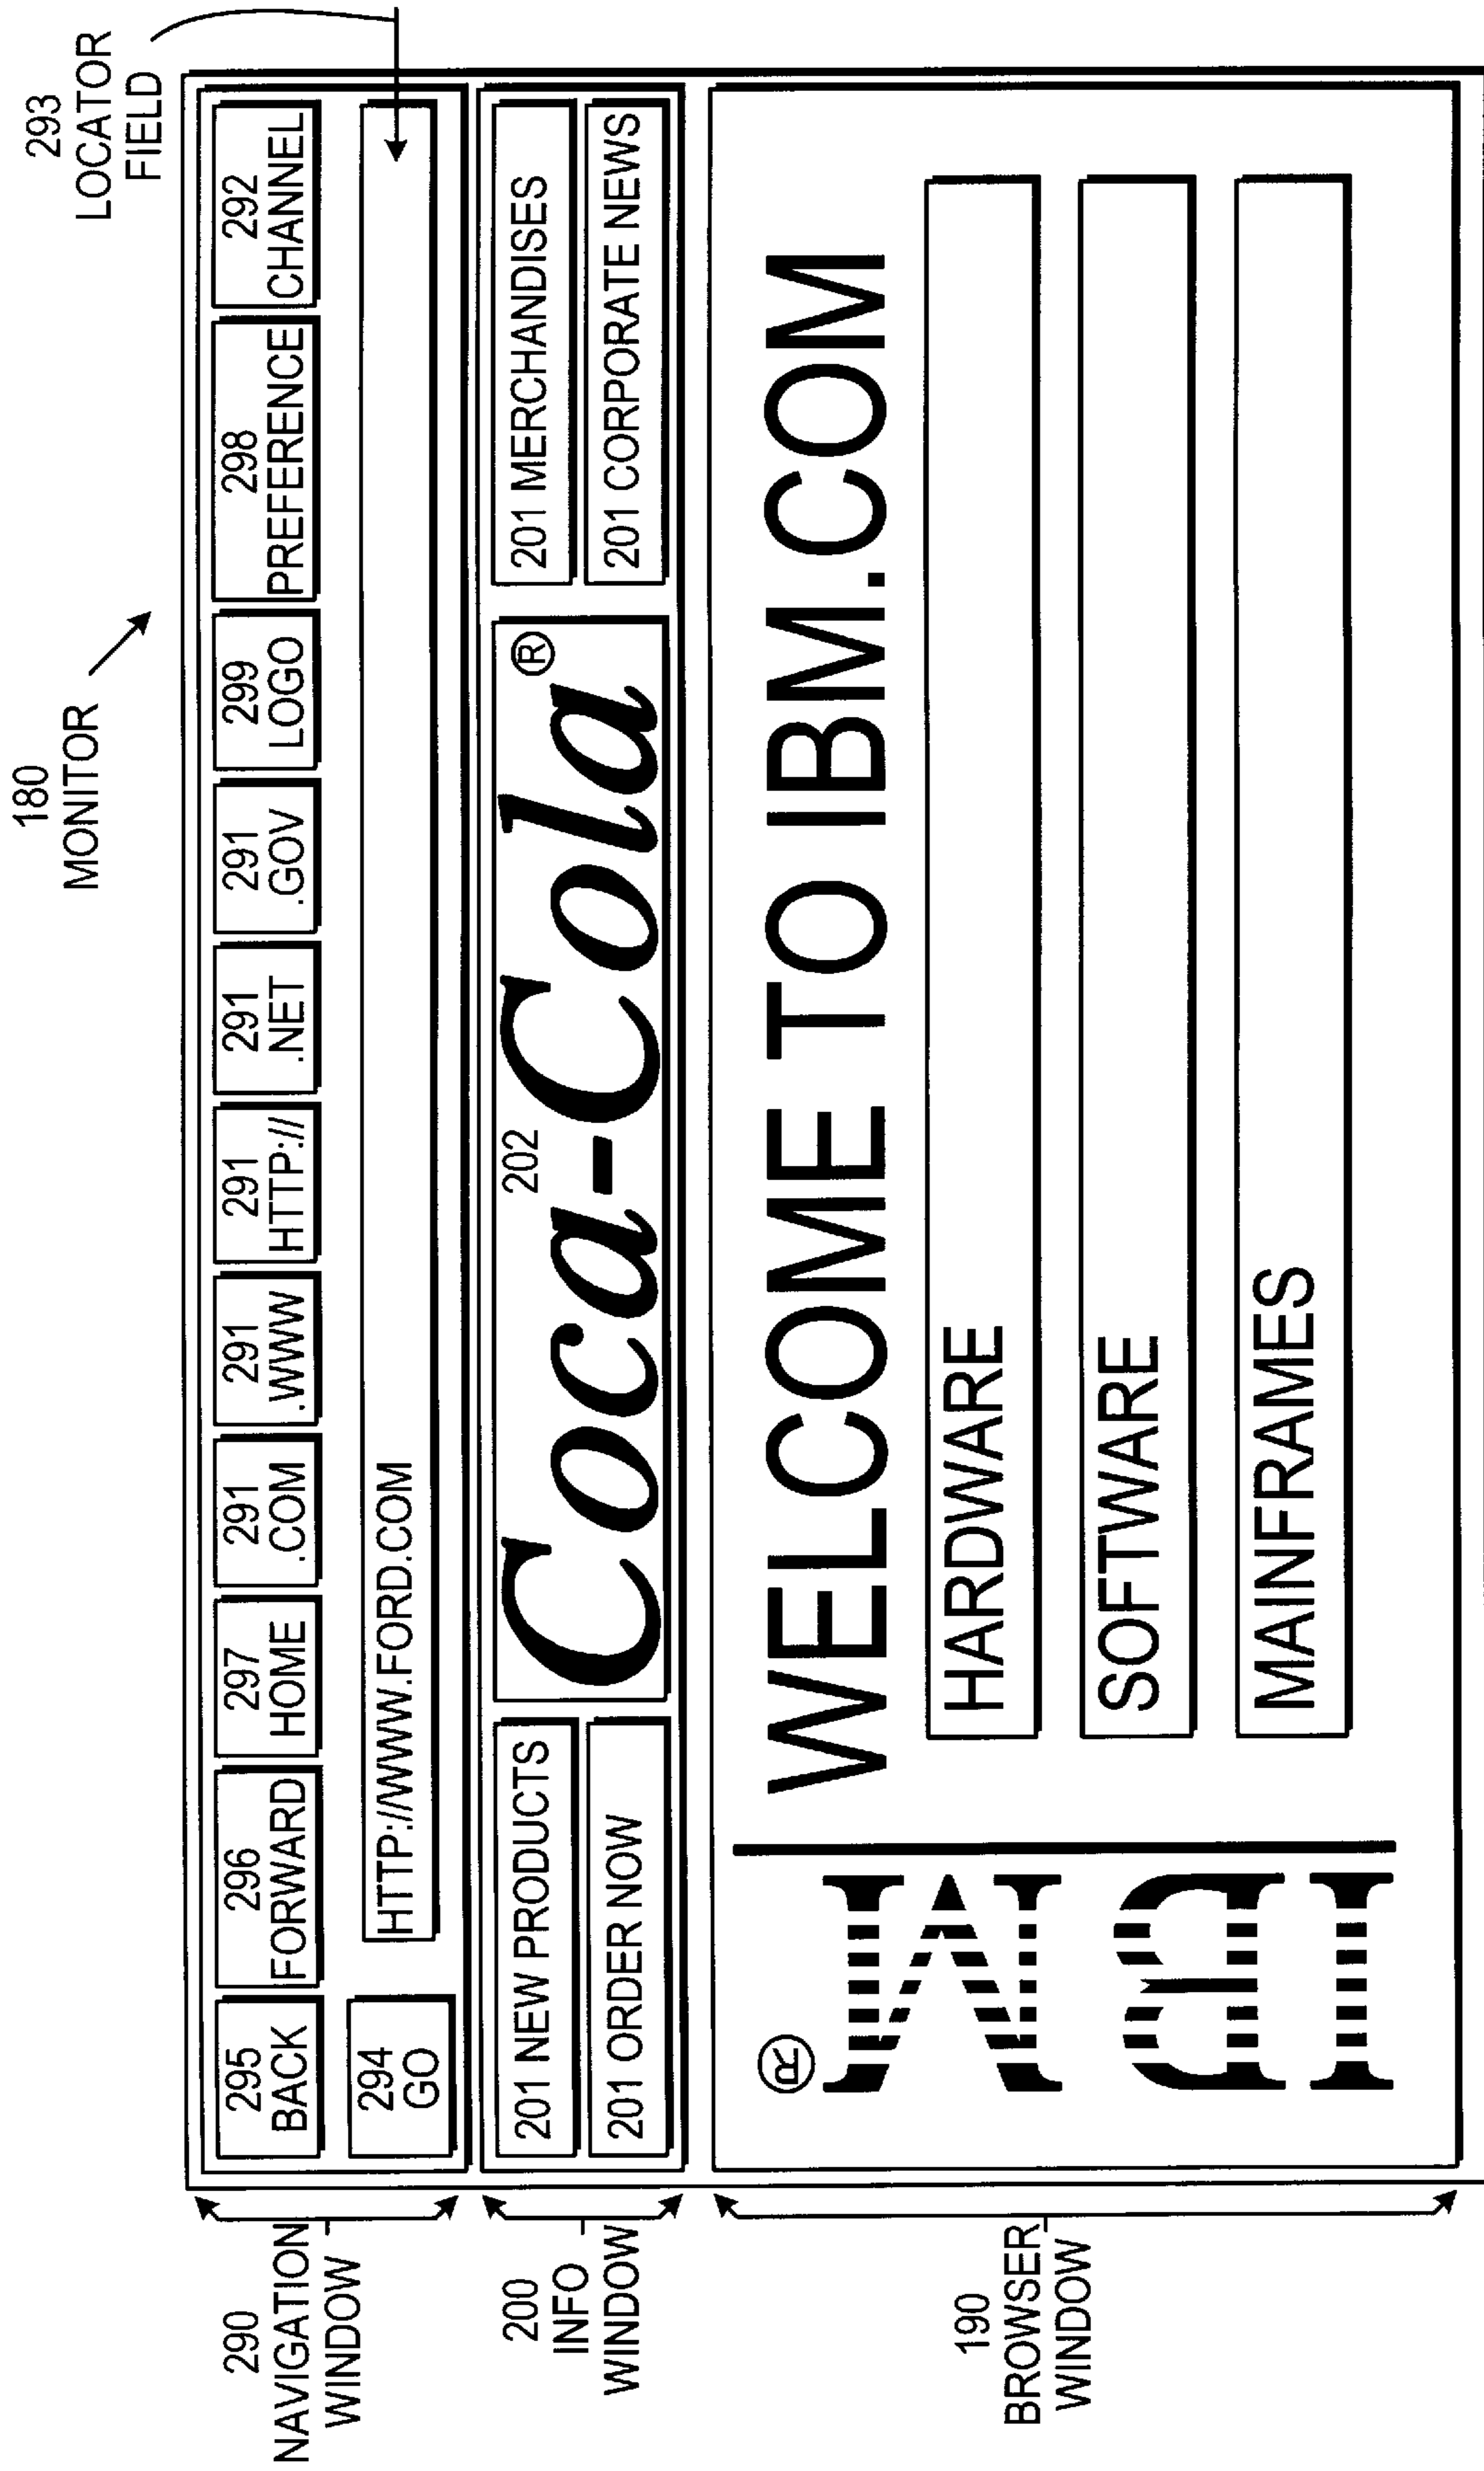 180
MONITOR
293
LOCATOR
FIELD
290
NAVIGATION
WINDOW
295
BACK
296
FORWARD
297
HOME
291
.COM
291
.WWW
291
HTTP://
291
.NET
291
.GOV
299
LOGO
298
PREFERENCE
292
CHANNEL
294
GO
HTTP://WWW.FORD.COM
200
INFO
WINDOW
201 NEW PRODUCTS
201 ORDER NOW
202
Coca-Cola®
201 MERCHANDISES
201 CORPORATE NEWS
190
BROWSER
WINDOW
IBM®
WELCOME TO IBM.COM
HARDWARE
SOFTWARE
MAINFRAMES